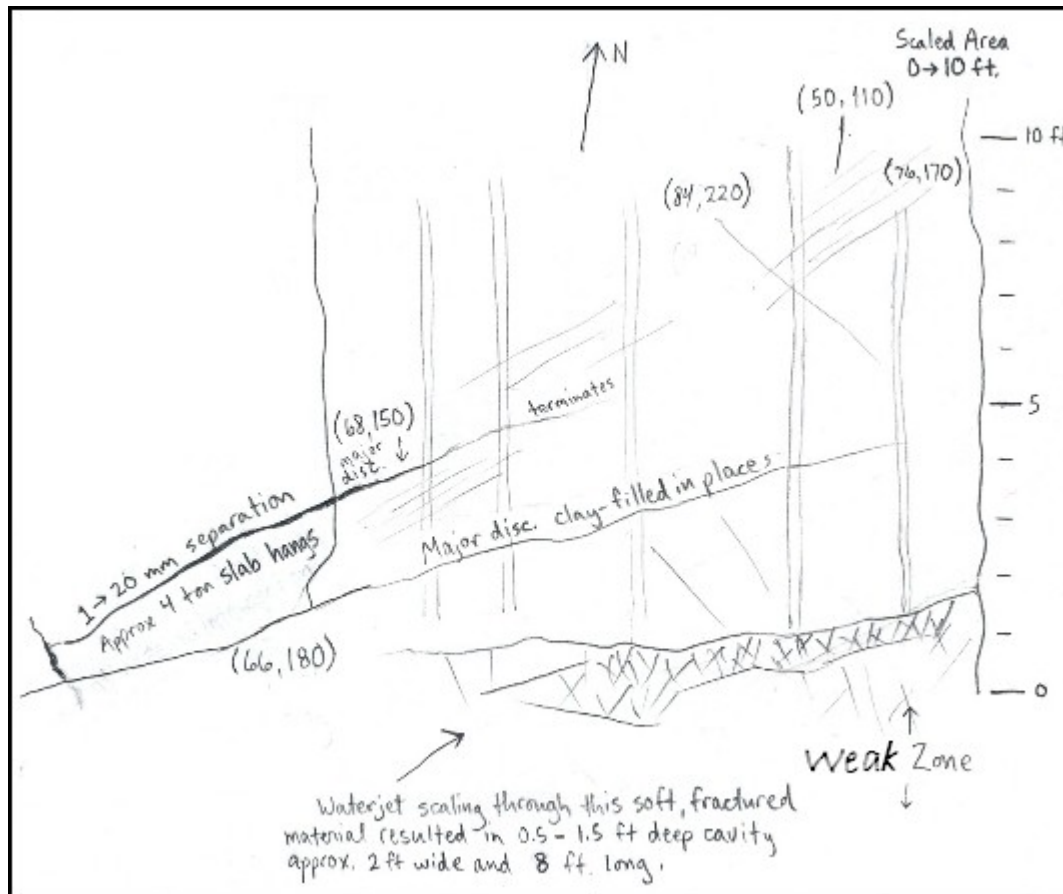 N
Scaled Area
0→10 ft.
(50,110)
10 ft
(76,170)
(84,220)
terminates
5
(68,150)
major
dist.
1→20 mm separation
Approx 4 ton slab hangs
Major disc. clay-filled in places
(66,180)
0
Weak Zone
Waterjet scaling through this soft, fractured
material resulted in 0.5 - 1.5 ft deep cavity
approx. 2 ft wide and 8 ft. long.